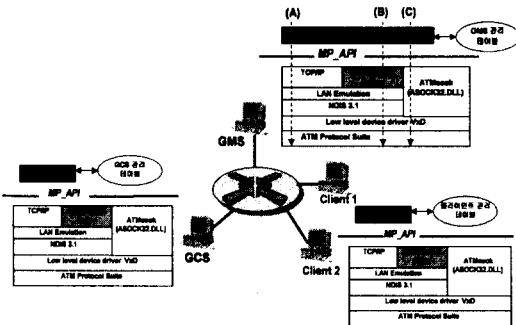 (A) (B) (C)
GMS 관리
테이블
MP_API
TCP/IP
ATMsock
(ASOCK32.DLL)
LAN Emulation
NDIS 3.1
Low level device driver VxD
ATM Protocol Suite
GMS
GCS 관리
테이블
MP_API
TCP/IP
ATMsock
(ASOCK32.DLL)
LAN Emulation
NDIS 3.1
Low level device driver VxD
ATM Protocol Suite
GCS
Client 1
Client 2
클라이언트 관리
테이블
MP_API
TCP/IP
ATMsock
(ASOCK32.DLL)
LAN Emulation
NDIS 3.1
Low level device driver VxD
ATM Protocol Suite